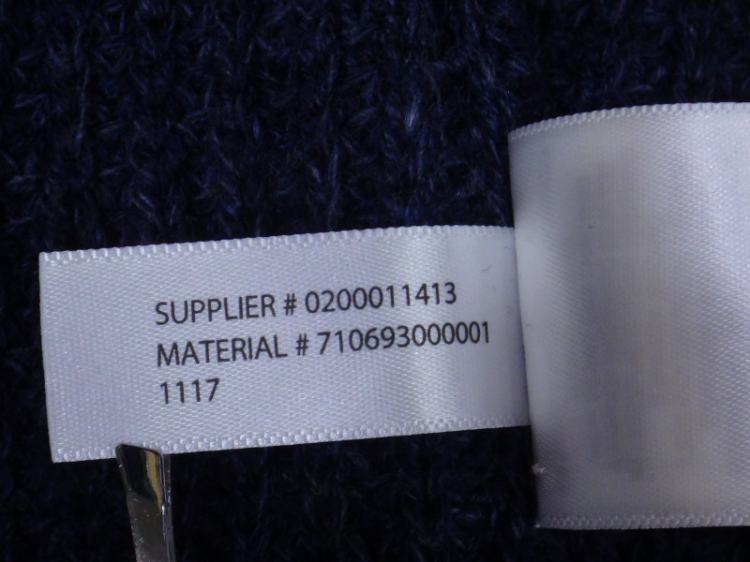 SUPPLIER # 0200011413
MATERIAL # 710693000001
1117